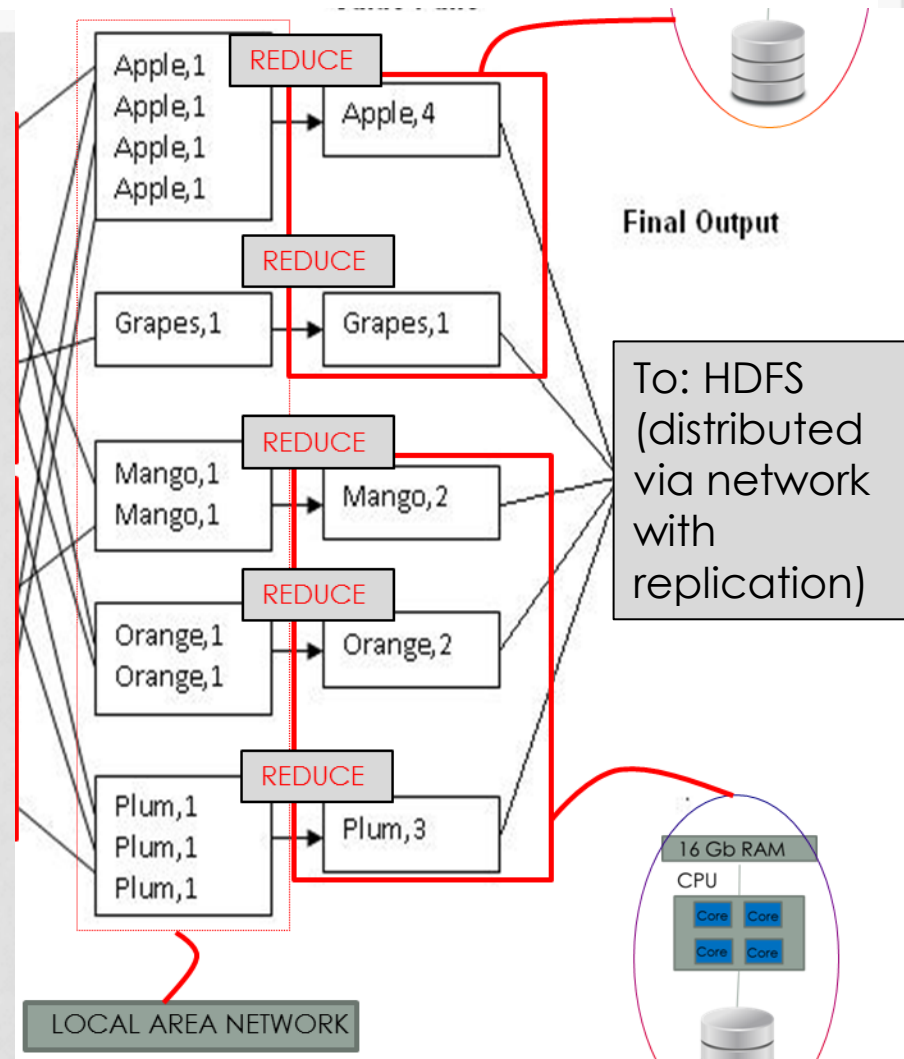 REDUCE
Apple,1
Apple,1
Apple,1
Apple,1
Apple,4
Final Output
REDUCE
Grapes,1
Grapes,1
To: HDFS
(distributed
via network
with
replication)
REDUCE
Mango,1
Mango,1
Mango,2
REDUCE
Orange,1
Orange,1
Orange,2
REDUCE
Plum,1
Plum,1
Plum,1
Plum,3
16 Gb RAM
CPU
Core Core
Core Core
LOCAL AREA NETWORK